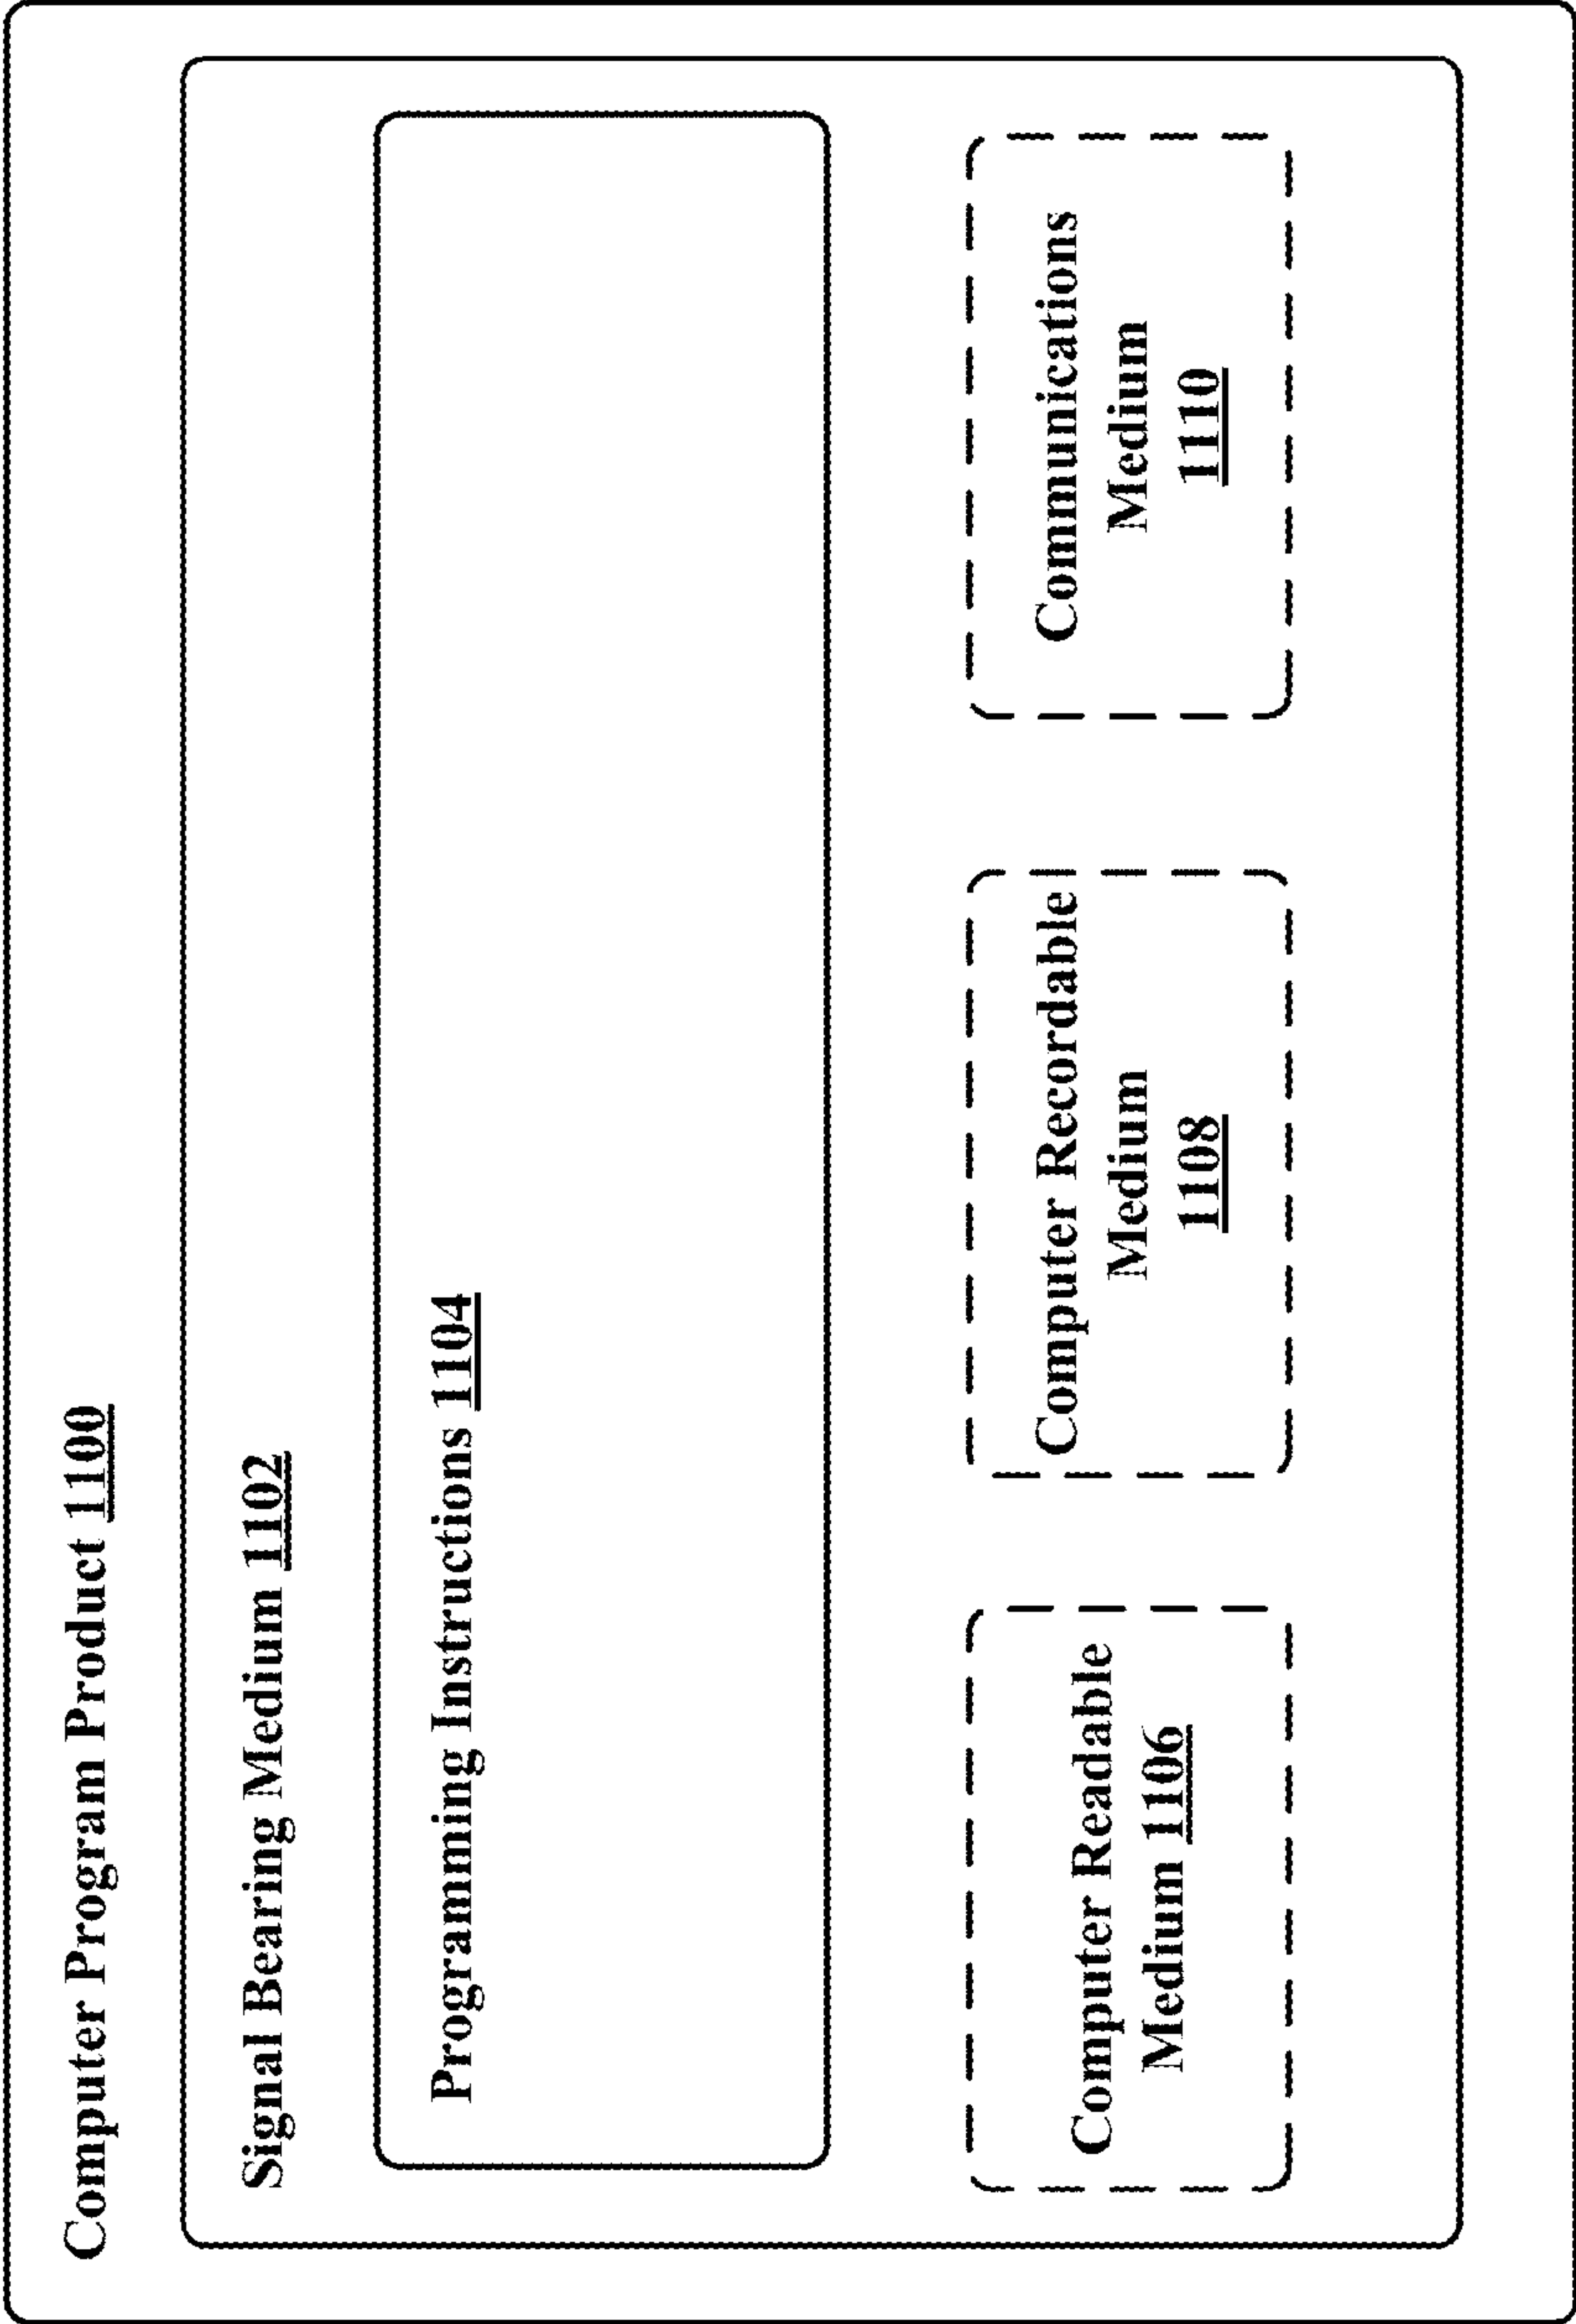 Computer Program Product 1100
Signal Bearing Medium 1102
Programming Instructions 1104
Computer Readable
Medium 1106
Computer Recordable
Medium
1108
Communications
Medium
1110